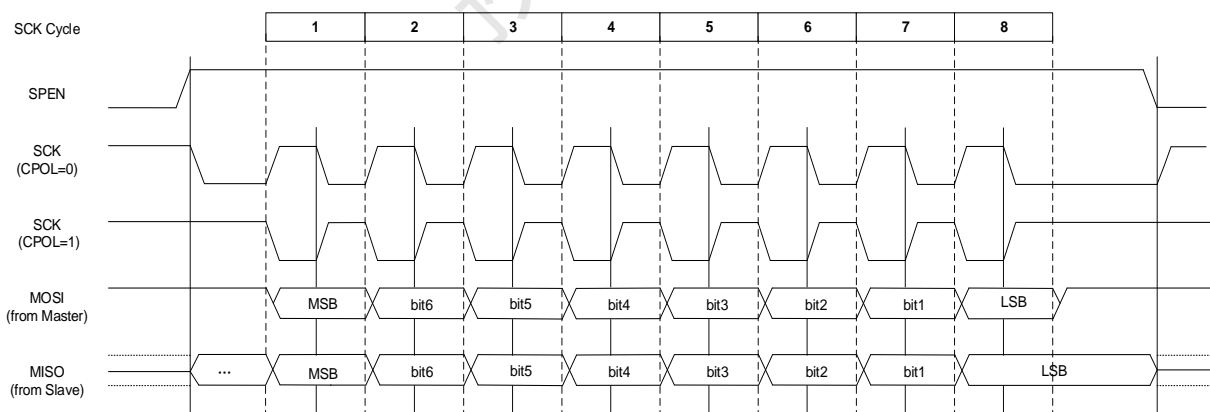 SCK Cycle 1 2 3 4 5 6 7 8
SPEN
SCK
(CPOL=0)
SCK
(CPOL=1)
MOSI
(from Master)
MSB bit6 bit5 bit4 bit3 bit2 bit1 LSB
MISO
(from Slave)
... MSB bit6 bit5 bit4 bit3 bit2 bit1 LSB